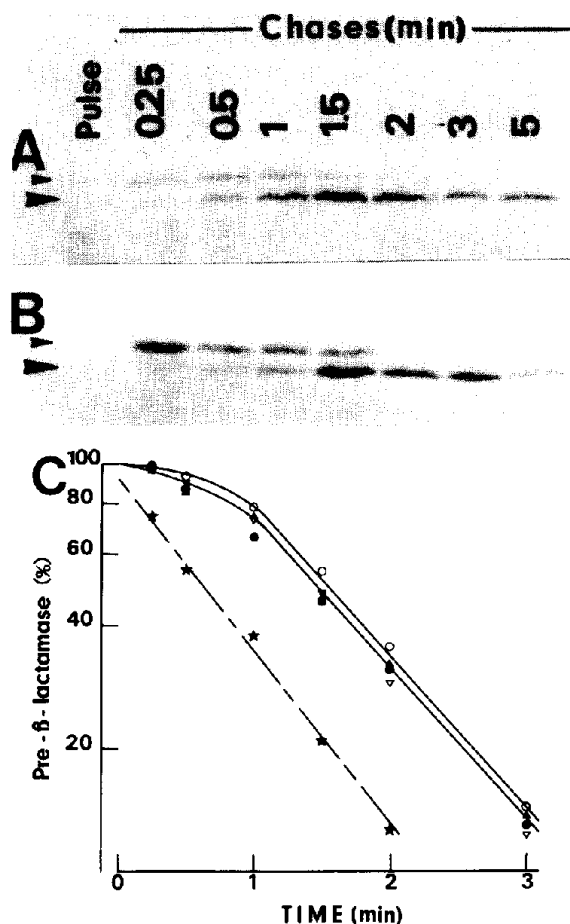 Chases(min)
Pulse 0.25 0.5 1 1.5 2 3 5
A
B
C
100
80
60
40
20
Pre-ß-lactamase (%)
0 1 2 3
TIME (min)